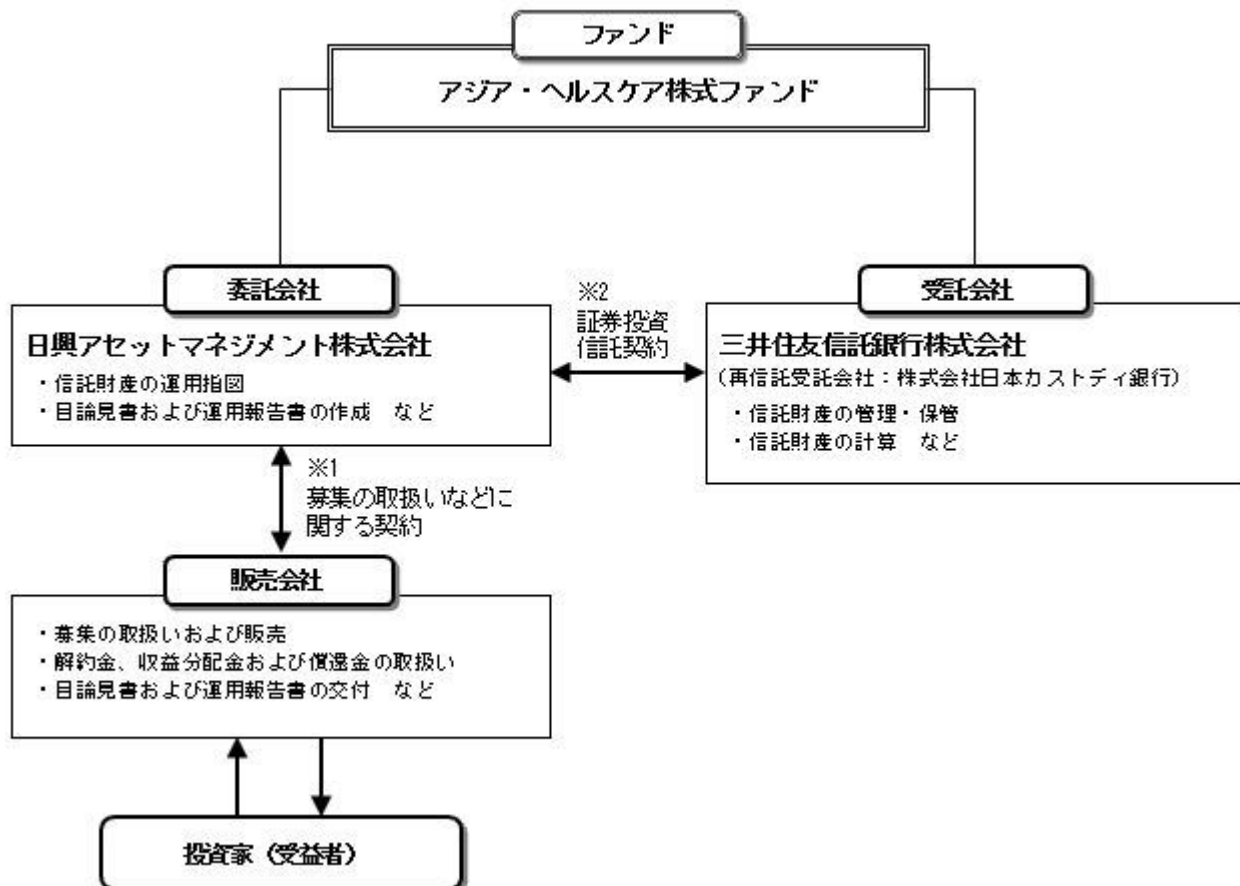 ファンド
アジア・ヘルスケア株式ファンド
委託会社
日興アセットマネジメント株式会社
・信託財産の運用指図
・目論見書および運用報告書の作成　など
※2
証券投資
信託契約
受託会社
三井住友信託銀行株式会社
(再信託受託会社：株式会社日本カストディ銀行)
・信託財産の管理・保管
・信託財産の計算　など
※1
募集の取扱いなどに
関する契約
販売会社
・募集の取扱いおよび販売
・解約金、収益分配金および償還金の取扱い
・目論見書および運用報告書の交付　など
投資家（受益者）